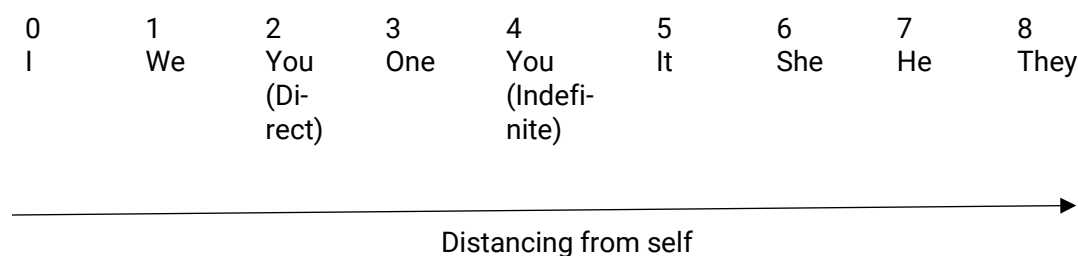 0 1 2 3 4 5 6 7 8
I We You One You It She He They
(Di- (Indefi-
rect) nite)
Distancing from self